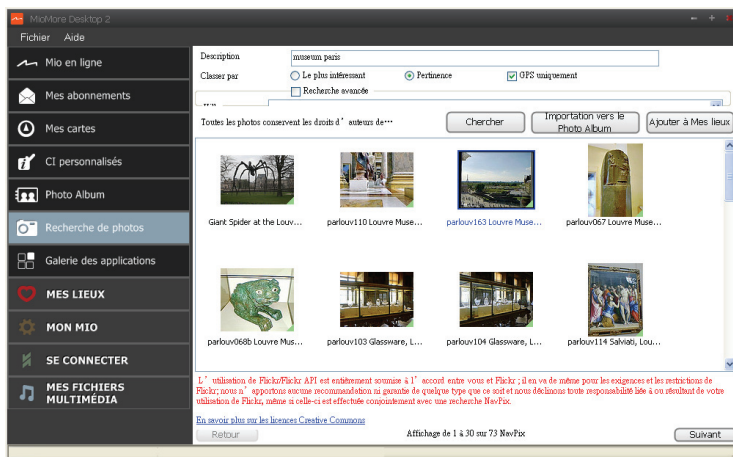 MioMore Desktop 2
Fichier Aide
Mio en ligne
Mes abonnements
Mes cartes
CI personnalisés
Photo Album
Recherche de photos
Galerie des applications
MES LIEUX
MON MIO
SE CONNECTER
MES FICHIERS
MULTIMÉDIA
Description museum paris
Classer par Le plus intéressant Pertinence GPS uniquement
Recherche avancée
Toutes les photos conservent les droits d’auteurs de…
Chercher
Importation vers le
Photo Album
Ajouter à Mes lieux
Giant Spider at the Louv... parlouv110 Louvre Muse... parlouv163 Louvre Muse... parlouv067 Louvre Muse...
parlouv068b Louvre Mus... parlouv103 Glassware, L... parlouv104 Glassware, L... parlouv114 Salviati, Lou...
L’utilisation de Flickr/Flickr API est entièrement soumise à l’accord entre vous et Flickr ; il en va de même pour les exigences et les restrictions de
Flickr; nous n’apportons aucune recommandation ni garantie de quelque type que ce soit et nous déclinons toute responsabilité liée à ou résultant de votre
utilisation de Flickr, même si celle-ci est effectuée conjointement avec une recherche NavPix.
En savoir plus sur les licences Creative Commons
Retour Affichage de 1 à 30 sur 73 NavPix Suivant